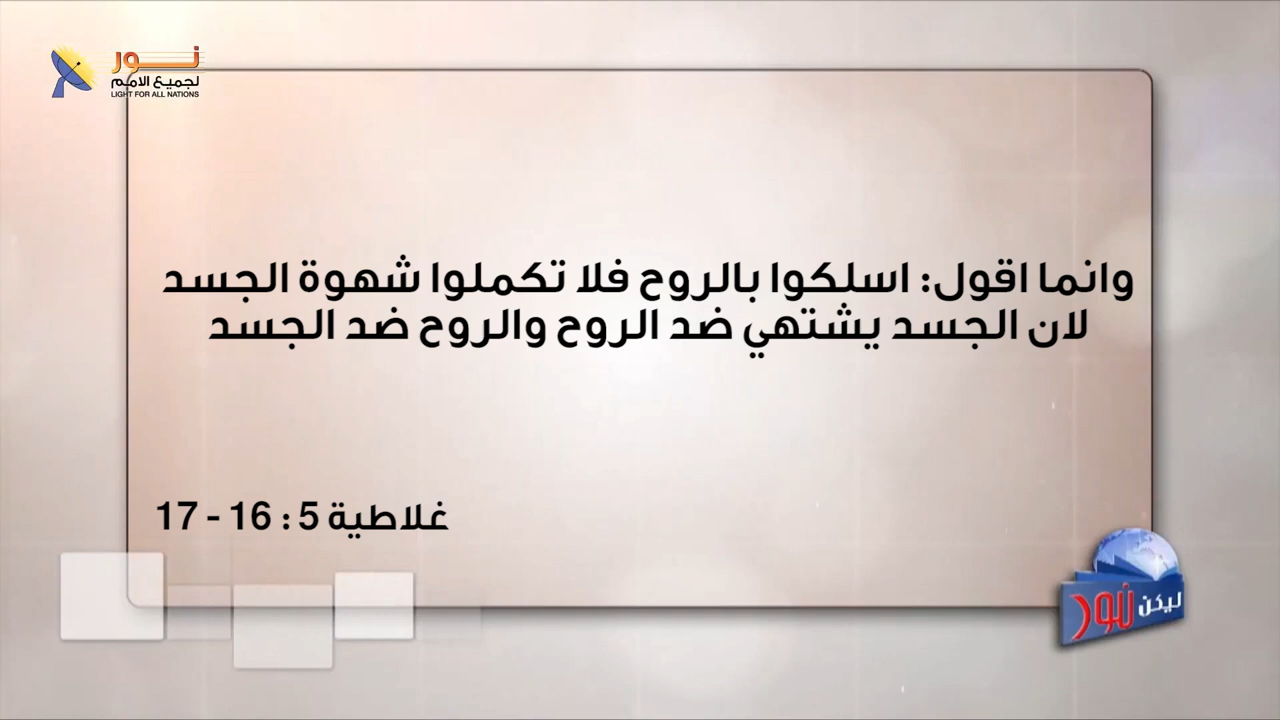 نور
لجميع الامم
LIGHT FOR ALL NATIONS
وانما اقول: اسلكوا بالروح فلا تكملوا شهوة الجسد
لان الجسد يشتهي ضد الروح والروح ضد الجسد
غلاطية 5 : 16 - 17
ليكن نور